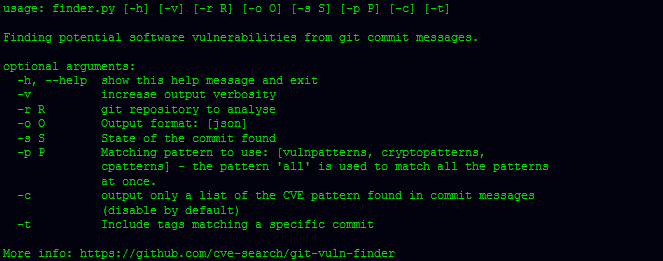 usage: finder.py [-h] [-v] [-r R] [-o O] [-s S] [-p P] [-c] [-t]
Finding potential software vulnerabilities from git commit messages.
optional arguments:
-h, --help  show this help message and exit
-v          increase output verbosity
-r R        git repository to analyse
-o O        Output format: [json]
-s S        State of the commit found
-p P        Matching pattern to use: [vulnpatterns, cryptopatterns,
cpatterns] - the pattern 'all' is used to match all the patterns
at once.
-c          output only a list of the CVE pattern found in commit messages
(disable by default)
-t          Include tags matching a specific commit
More info: https://github.com/cve-search/git-vuln-finder